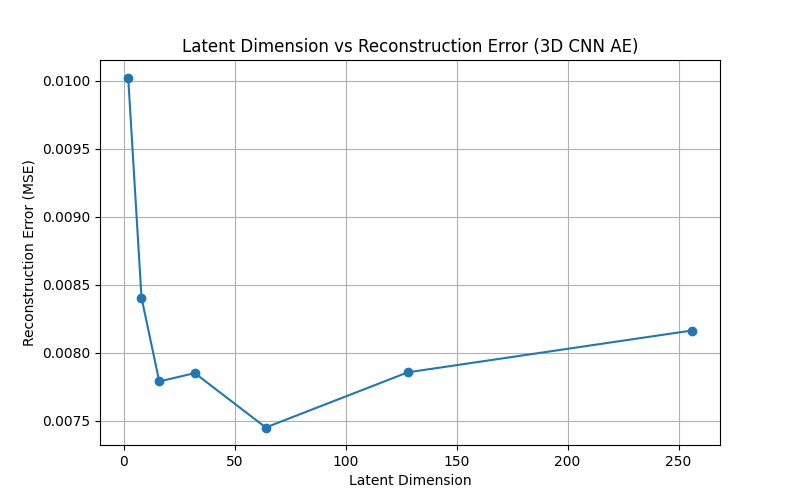 Latent Dimension vs Reconstruction Error (3D CNN AE)
Reconstruction Error (MSE)
0.0100
0.0095
0.0090
0.0085
0.0080
0.0075
0 50 100 150 200 250
Latent Dimension